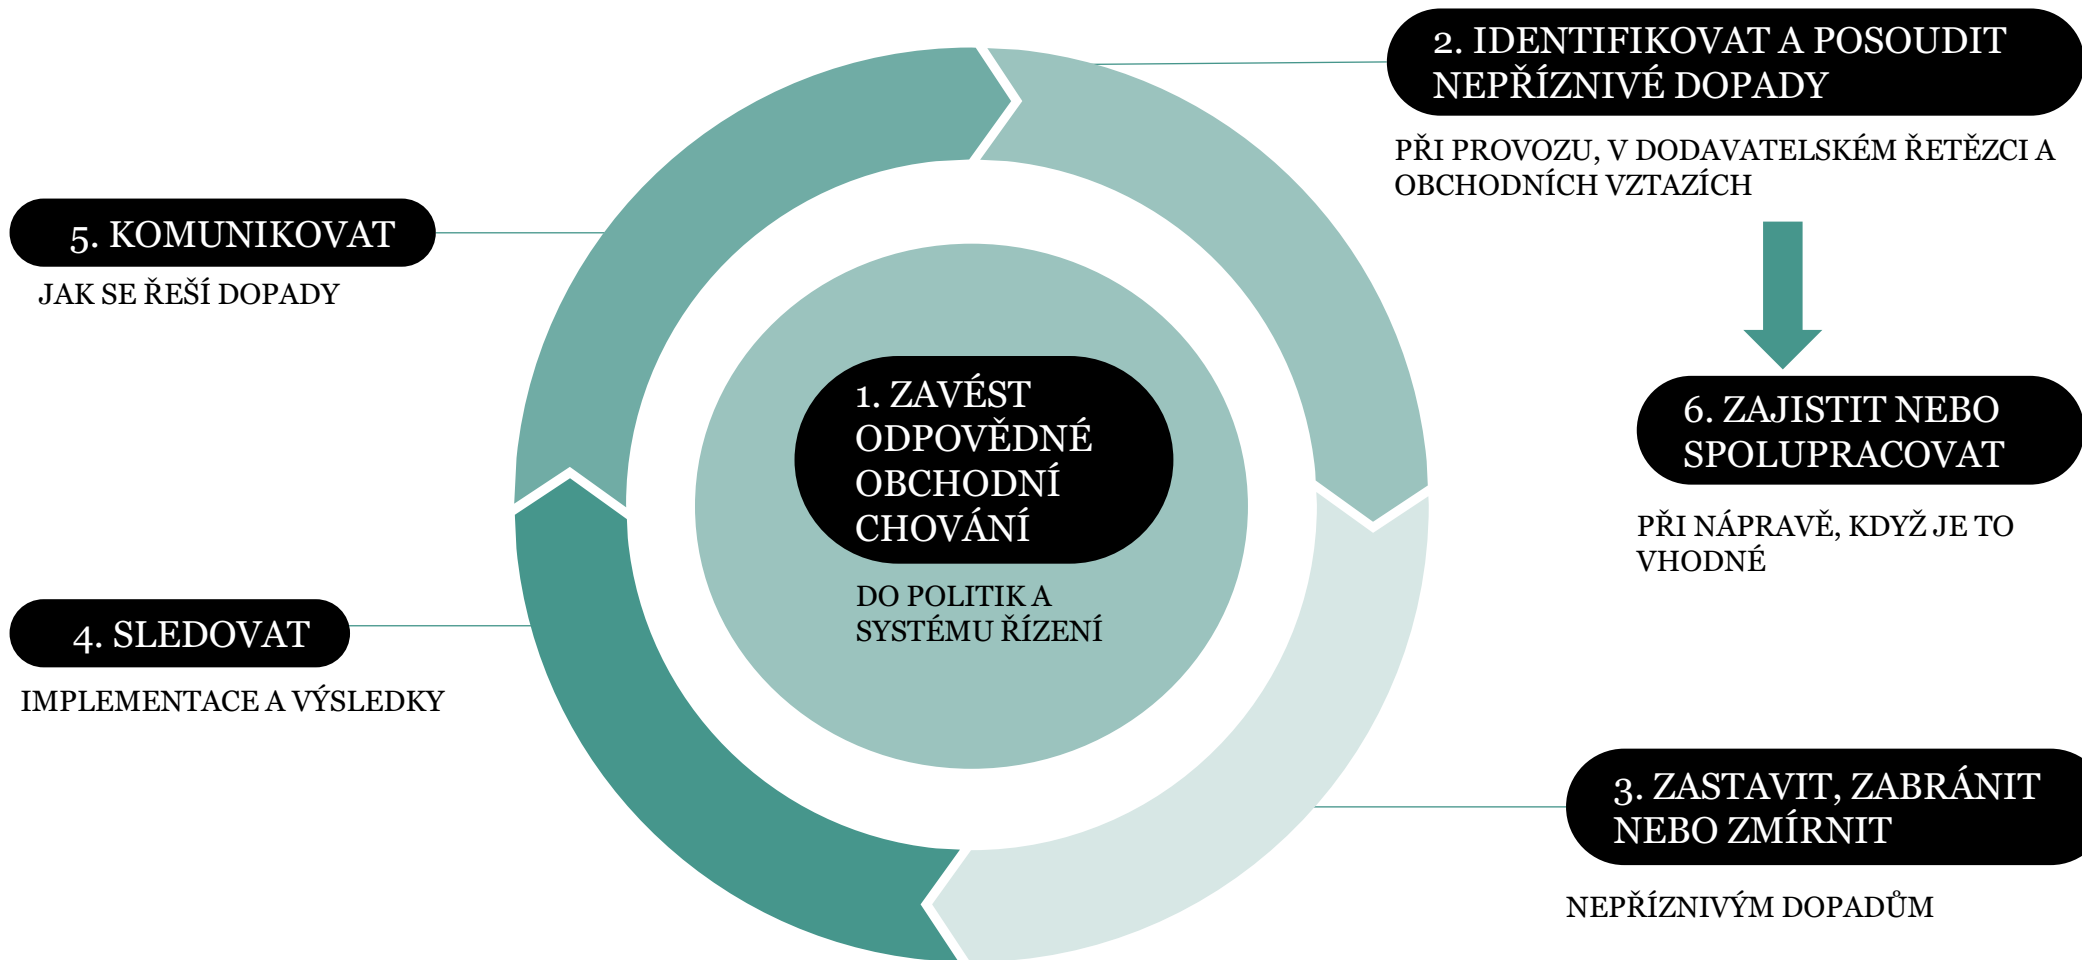 2. IDENTIFIKOVAT A POSOUDIT
NEPŘÍZNIVÉ DOPADY
PŘI PROVOZU, V DODAVATELSKÉM ŘETĚZCI A
OBCHODNÍCH VZTAZÍCH
5. KOMUNIKOVAT
JAK SE ŘEŠÍ DOPADY
1. ZAVÉST
ODPOVĚDNÉ
OBCHODNÍ
CHOVÁNÍ
DO POLITIK A
SYSTÉMU ŘÍZENÍ
6. ZAJISTIT NEBO
SPOLUPRACOVAT
PŘI NÁPRAVĚ, KDYŽ JE TO
VHODNÉ
4. SLEDOVAT
IMPLEMENTACE A VÝSLEDKY
3. ZASTAVIT, ZABRÁNIT
NEBO ZMÍRNIT
NEPŘÍZNIVÝM DOPADŮM